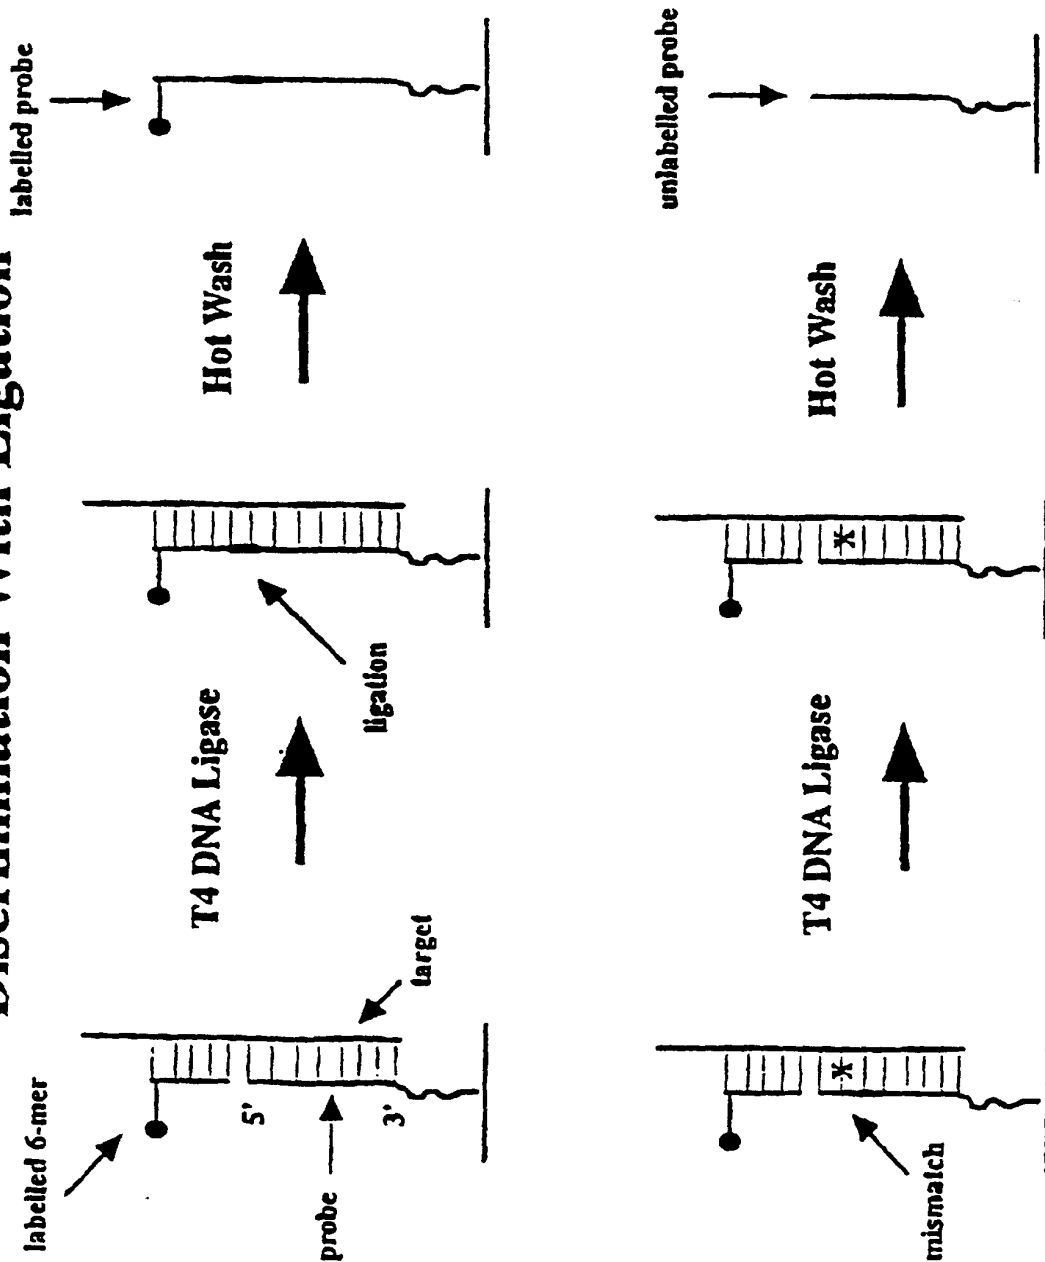 Discrimination With Ligation
labelled 6-mer
labelled probe
T4 DNA Ligase
Hot Wash
5'
probe
ligation
3'
target
unlabelled probe
T4 DNA Ligase
Hot Wash
X
X
mismatch